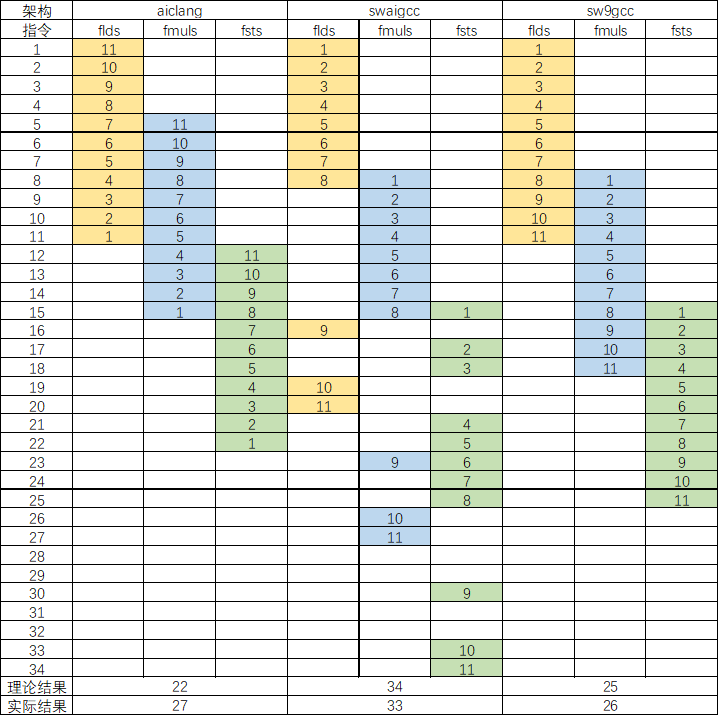 架构 aiclang swaigcc sw9gcc
指令 flds fmuls fsts flds fmuls fsts flds fmuls fsts
1 11 1 1
2 10 2 2
3 9 3 3
4 8 4 4
5 7 11 5 5
6 6 10 6 6
7 5 9 7 7
8 4 8 8 1 8 1
9 3 7 2 9 2
10 2 6 3 10 3
11 1 5 4 11 4
12 4 11 5 5
13 3 10 6 6
14 2 9 7 7
15 1 8 8 1 8 1
16 7 9 9 2
17 6 2 10 3
18 5 3 11 4
19 4 10 5
20 3 11 6
21 2 4 7
22 1 5 8
23 9 6 9
24 7 10
25 8 11
26 10
27 11
28
29
30 9
31
32
33 10
34 11
理论结果 22 34 25
实际结果 27 33 26